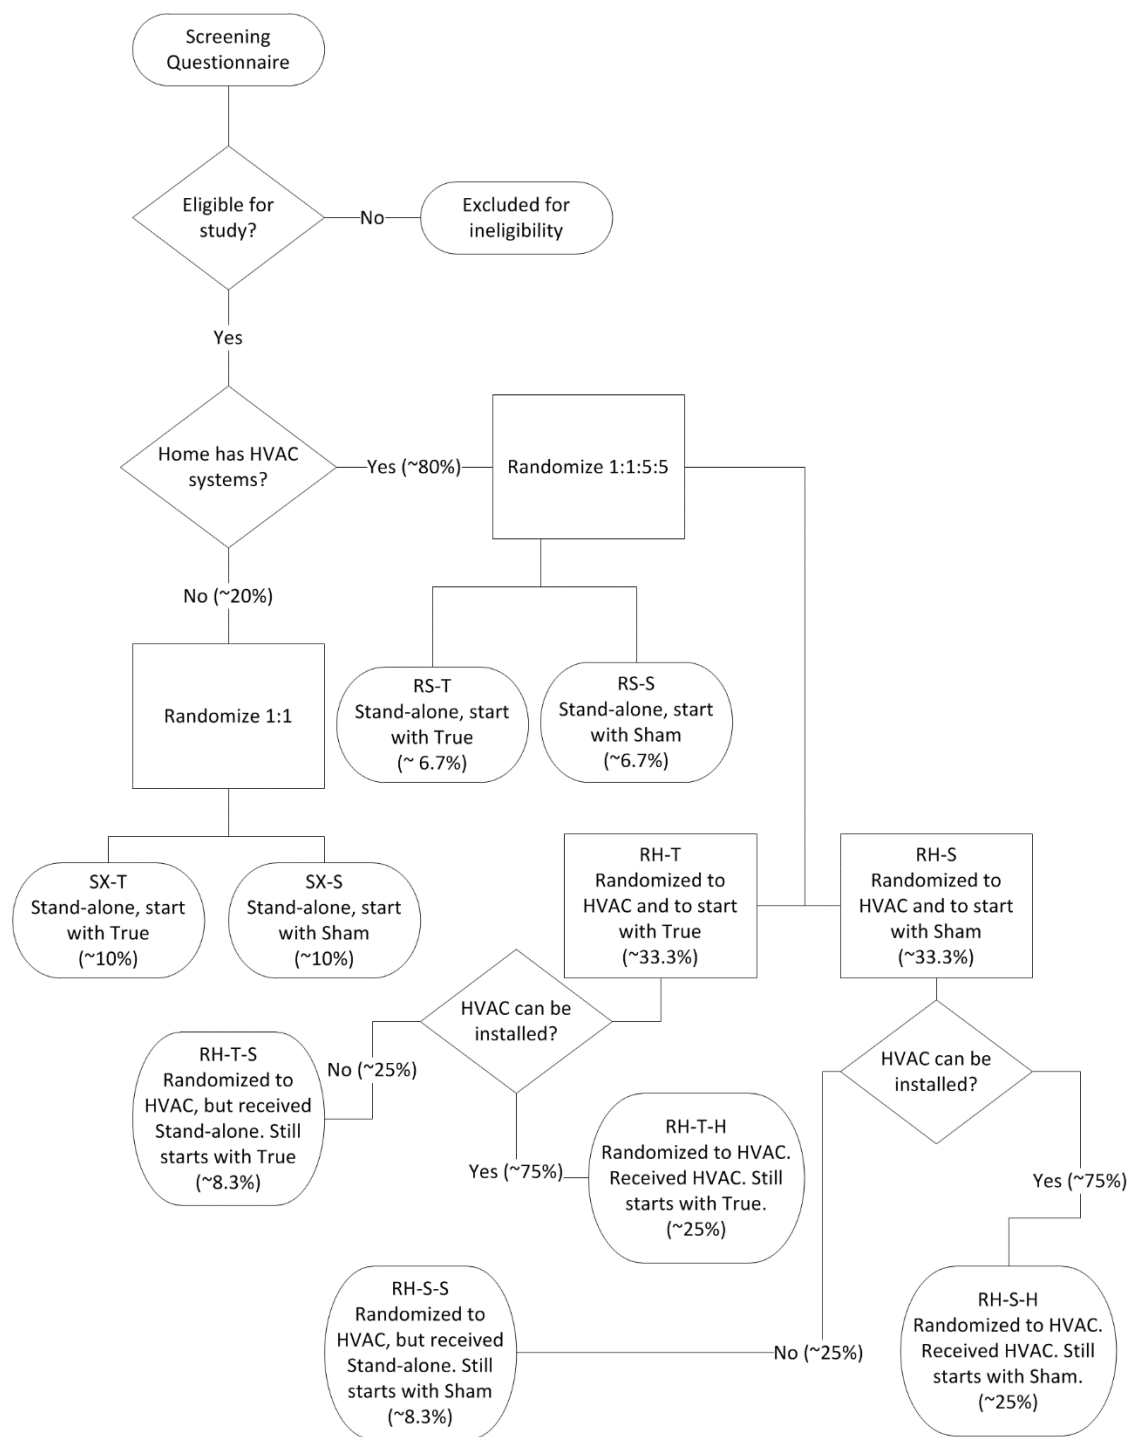 Screening
Questionnaire
Eligible for
study?
No
Excluded for
ineligibility
Yes
Home has HVAC
systems?
Yes (~80%)
Randomize 1:1:5:5
No (~20%)
Randomize 1:1
RS-T
Stand-alone, start
with True
(~ 6.7%)
RS-S
Stand-alone, start
with Sham
(~6.7%)
SX-T
Stand-alone, start
with True
(~10%)
SX-S
Stand-alone, start
with Sham
(~10%)
RH-T
Randomized to
HVAC and to start
with True
(~33.3%)
RH-S
Randomized to
HVAC and to start
with Sham
(~33.3%)
HVAC can be
installed?
No (~25%)
RH-T-S
Randomized to
HVAC, but received
Stand-alone. Still
starts with True
(~8.3%)
Yes (~75%)
RH-T-H
Randomized to HVAC.
Received HVAC. Still
starts with True.
(~25%)
HVAC can be
installed?
Yes (~75%)
RH-S-S
Randomized to
HVAC, but received
Stand-alone. Still
starts with Sham
(~8.3%)
No (~25%)
RH-S-H
Randomized to HVAC.
Received HVAC. Still
starts with Sham.
(~25%)